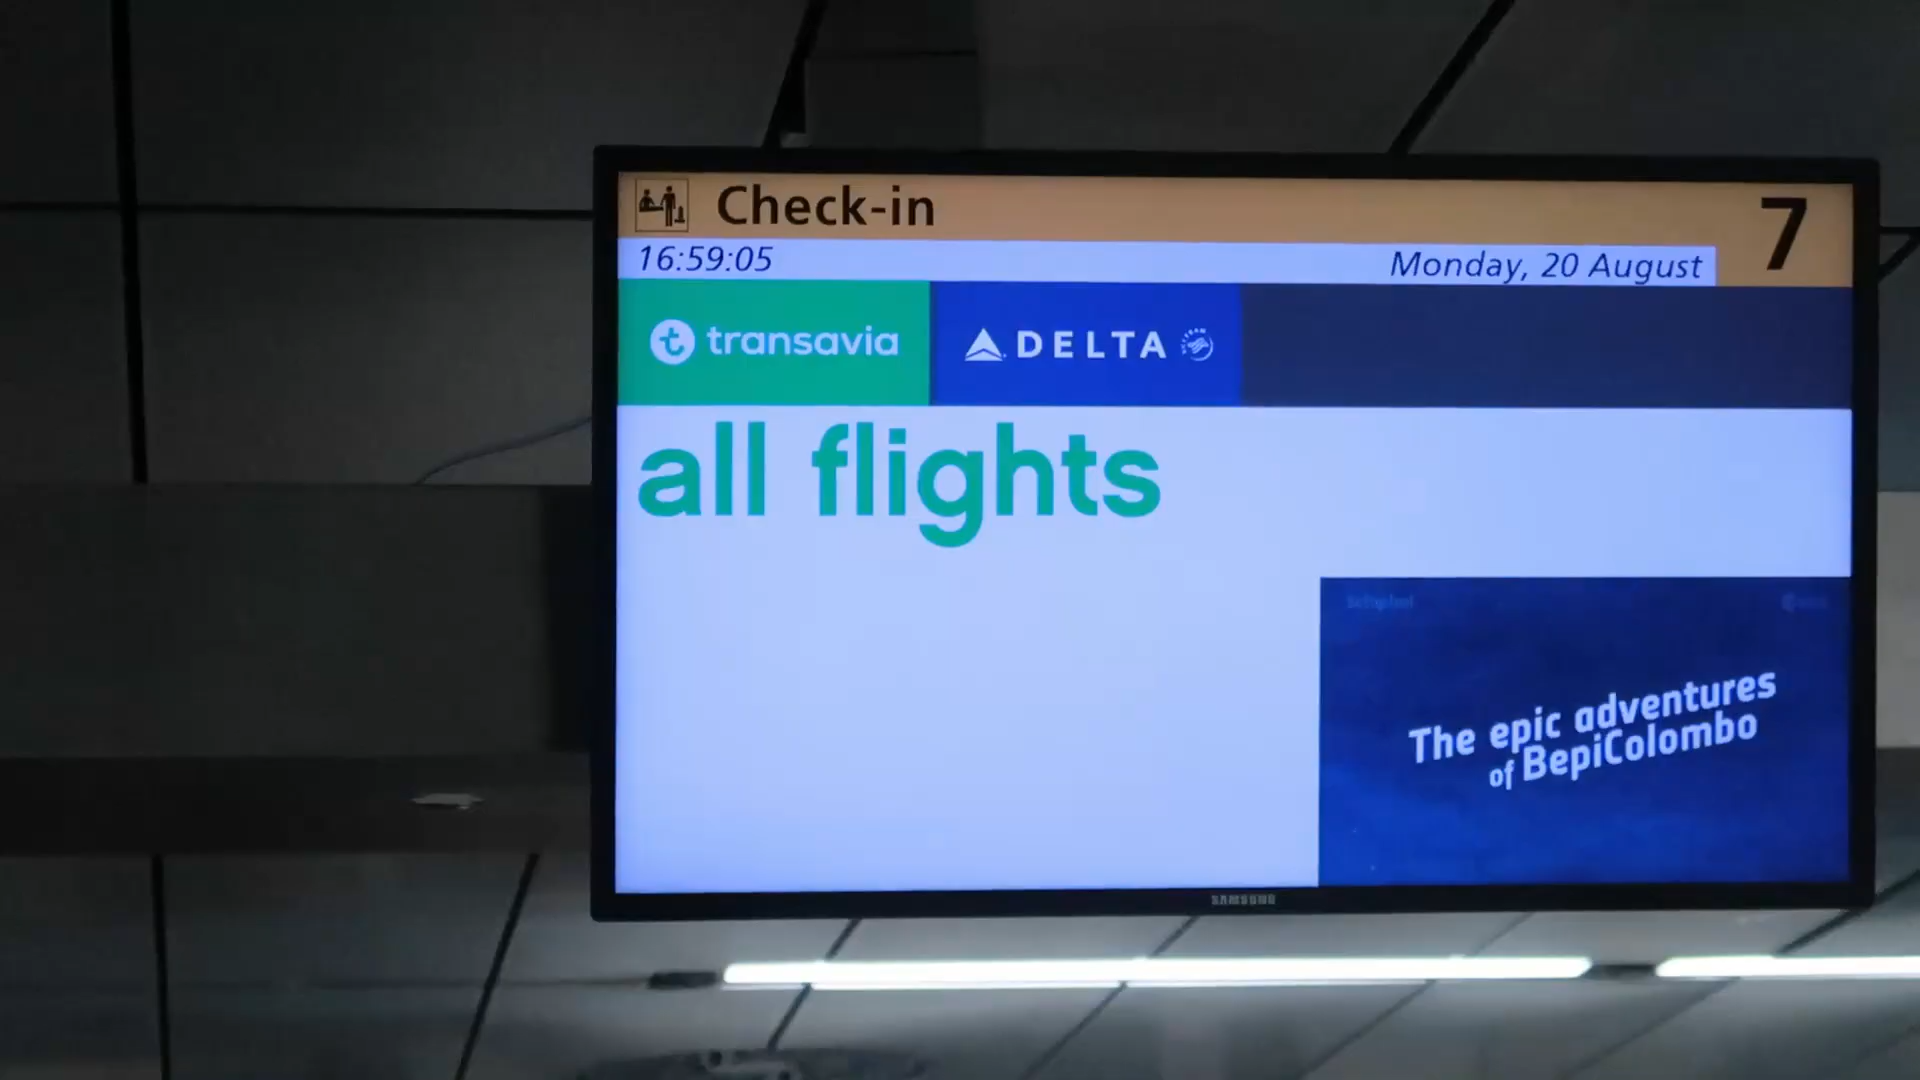 Check-in
7
16:59:05
Monday, 20 August
transavia
DELTA
all flights
The epic adventures
of BepiColombo
SAMSUNG